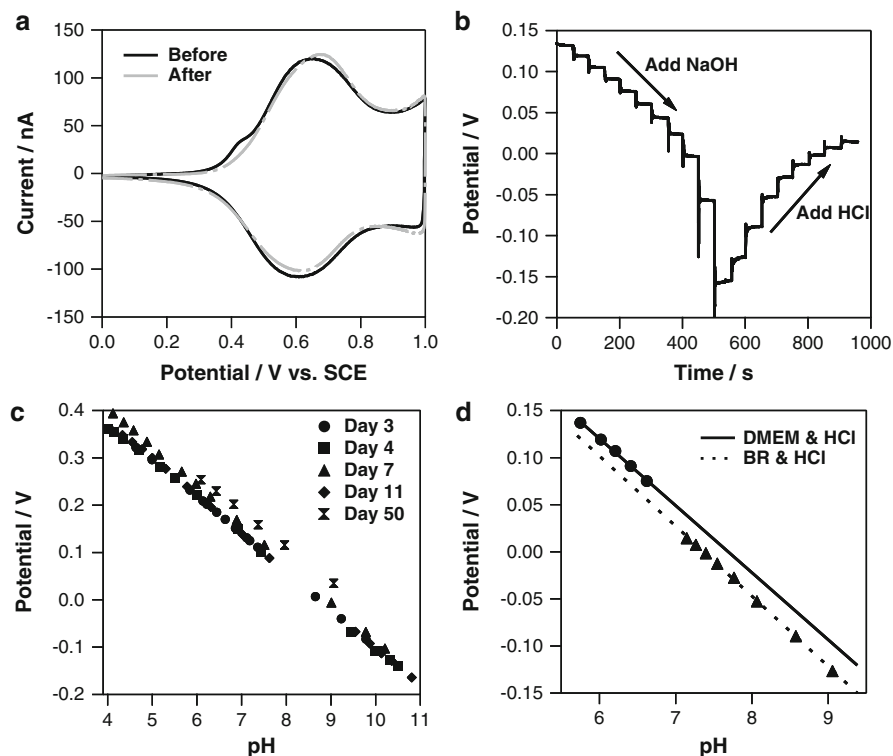 a
150
100
50
0
-50
-100
-150
Current / nA
Before
After
0.0 0.2 0.4 0.6 0.8 1.0
Potential / V vs. SCE
b
0.15
0.10
0.05
0.00
-0.05
-0.10
-0.15
-0.20
Potential / V
Add NaOH
Add HCl
0 200 400 600 800 1000
Time / s
c
0.4
0.3
0.2
0.1
0.0
-0.1
-0.2
Potential / V
Day 3
Day 4
Day 7
Day 11
Day 50
4 5 6 7 8 9 10 11
pH
d
0.15
0.10
0.05
0.00
-0.05
-0.10
-0.15
Potential / V
DMEM & HCl
BR & HCl
6 7 8 9
pH